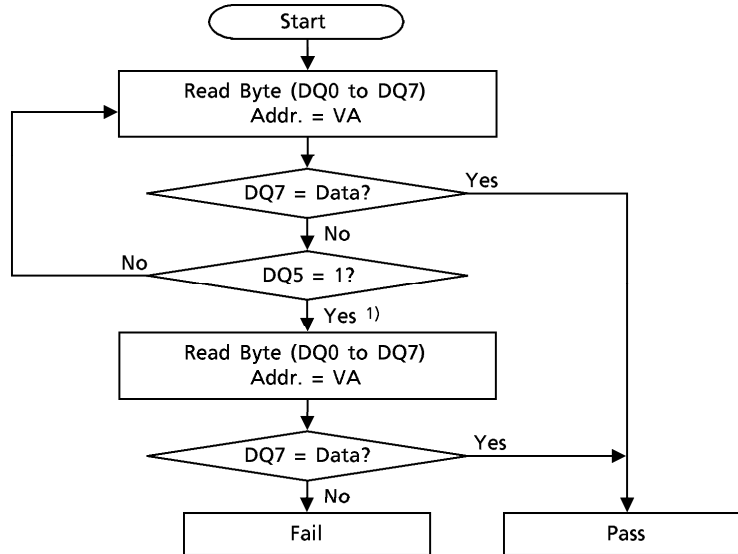 Start
Read Byte (DQ0 to DQ7)
Addr. = VA
DQ7 = Data?
Yes
No
No
DQ5 = 1?
Yes 1)
Read Byte (DQ0 to DQ7)
Addr. = VA
DQ7 = Data?
Yes
No
Fail
Pass